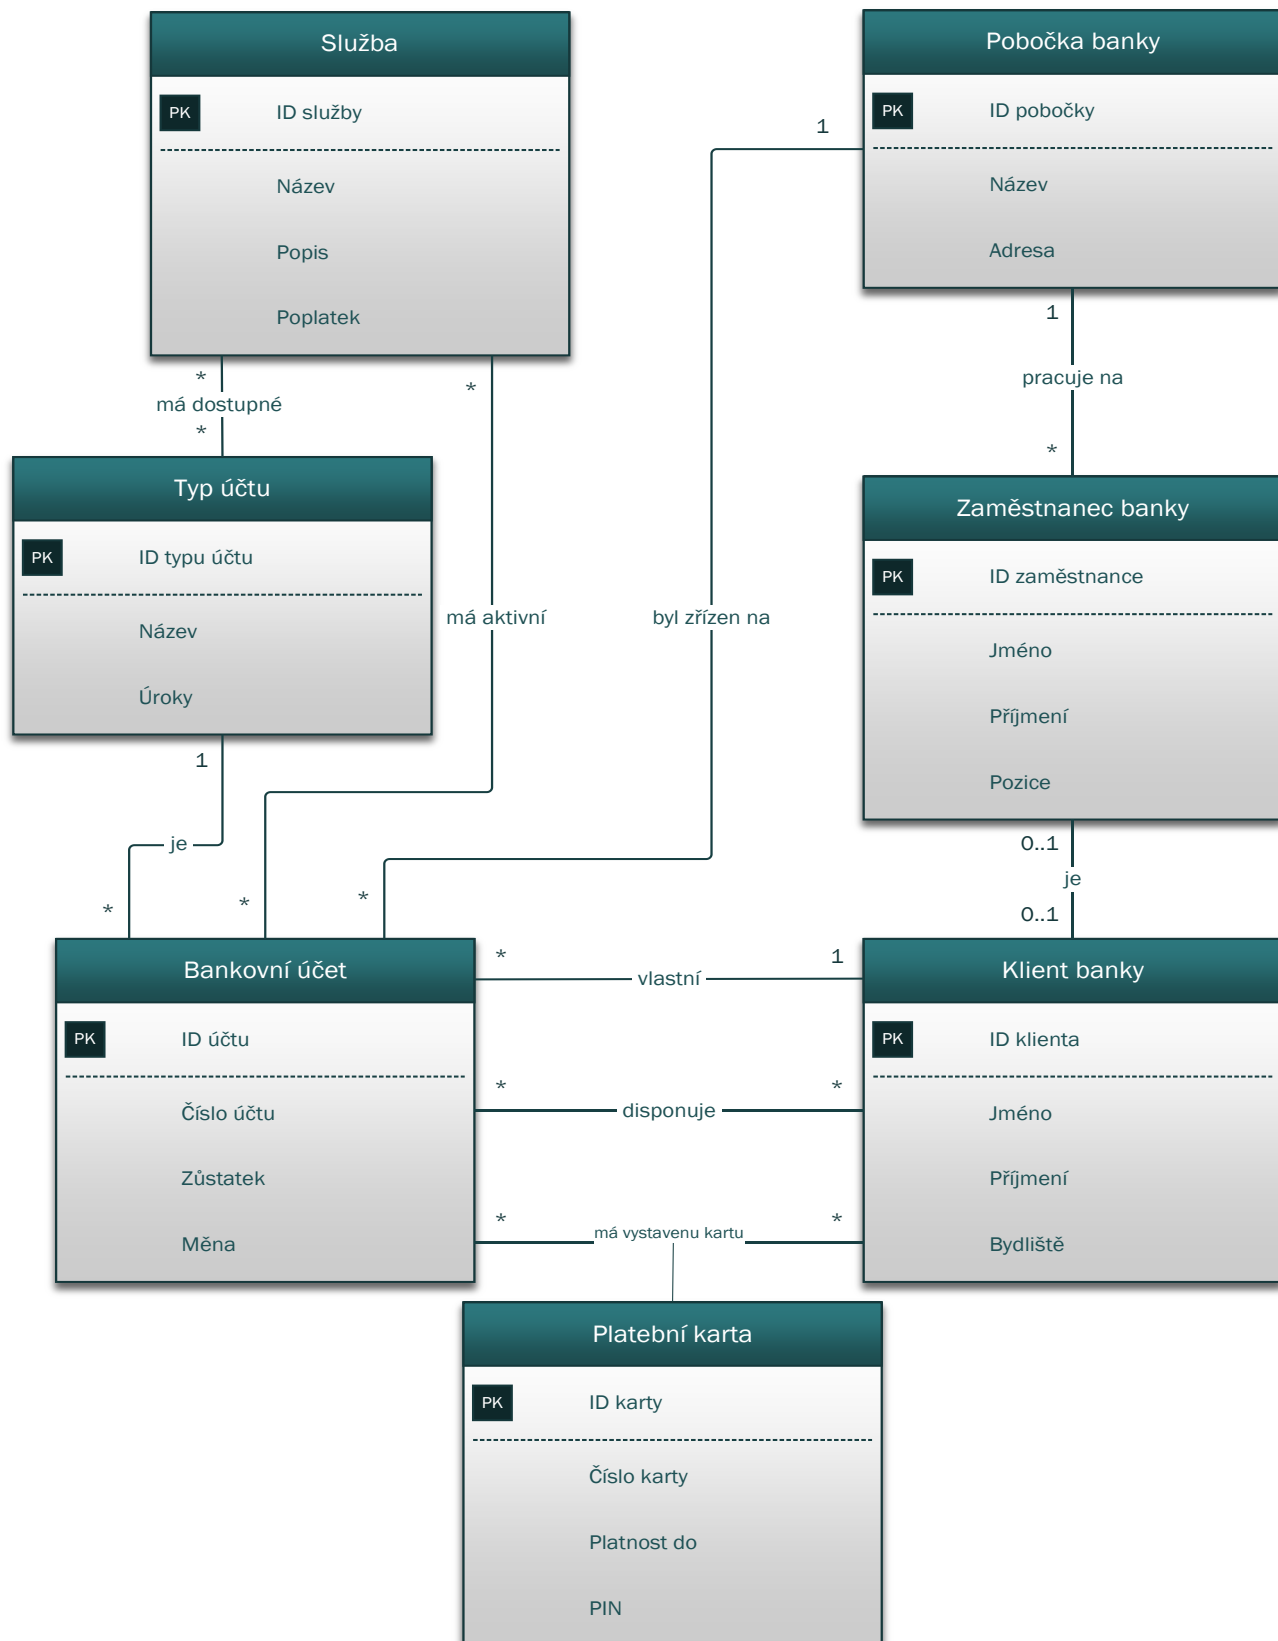 Služba
PK ID služby
Název
Popis
Poplatek
Pobočka banky
PK ID pobočky
Název
Adresa
1
*
má dostupné
*
*
1
pracuje na
*
Typ účtu
PK ID typu účtu
Název
Úroky
Zaměstnanec banky
PK ID zaměstnance
Jméno
Příjmení
Pozice
má aktivní
byl zřízen na
1
je
*
*
*
0..1
je
0..1
Bankovní účet
PK ID účtu
Číslo účtu
Zůstatek
Měna
* vlastní 1
* disponuje *
* má vystavenu kartu *
Klient banky
PK ID klienta
Jméno
Příjmení
Bydliště
Platební karta
PK ID karty
Číslo karty
Platnost do
PIN